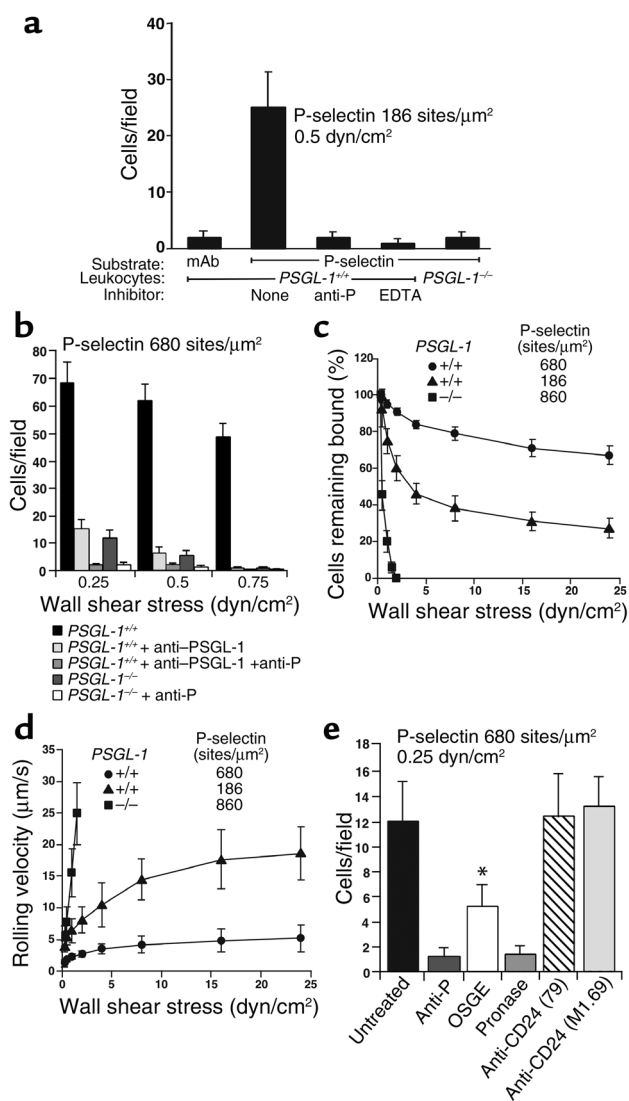 a
40
30
20
10
0
Cells/field
P-selectin 186 sites/μm²
0.5 dyn/cm²
Substrate: mAb P-selectin
Leukocytes: PSGL-1+/+ PSGL-1–/–
Inhibitor: None anti-P EDTA
b
P-selectin 680 sites/μm²
80
70
60
50
40
30
20
10
0
Cells/field
0.25 0.5 0.75
Wall shear stress (dyn/cm²)
PSGL-1+/+
PSGL-1+/+ + anti–PSGL-1
PSGL-1+/+ + anti–PSGL-1 +anti-P
PSGL-1–/–
PSGL-1–/– + anti-P
c
P-selectin
PSGL-1 (sites/μm²)
+/+ 680
+/+ 186
–/– 860
120
100
80
60
40
20
0
Cells remaining bound (%)
0 5 10 15 20 25
Wall shear stress (dyn/cm²)
d
P-selectin
PSGL-1 (sites/μm²)
+/+ 680
+/+ 186
–/– 860
35
30
25
20
15
10
5
0
Rolling velocity (μm/s)
0 5 10 15 20 25
Wall shear stress (dyn/cm²)
e
P-selectin 680 sites/μm²
0.25 dyn/cm²
18
16
14
12
10
8
6
4
2
0
Cells/field
*
Untreated
Anti-P
OSGE
Pronase
Anti-CD24 (79)
Anti-CD24 (M1.69)